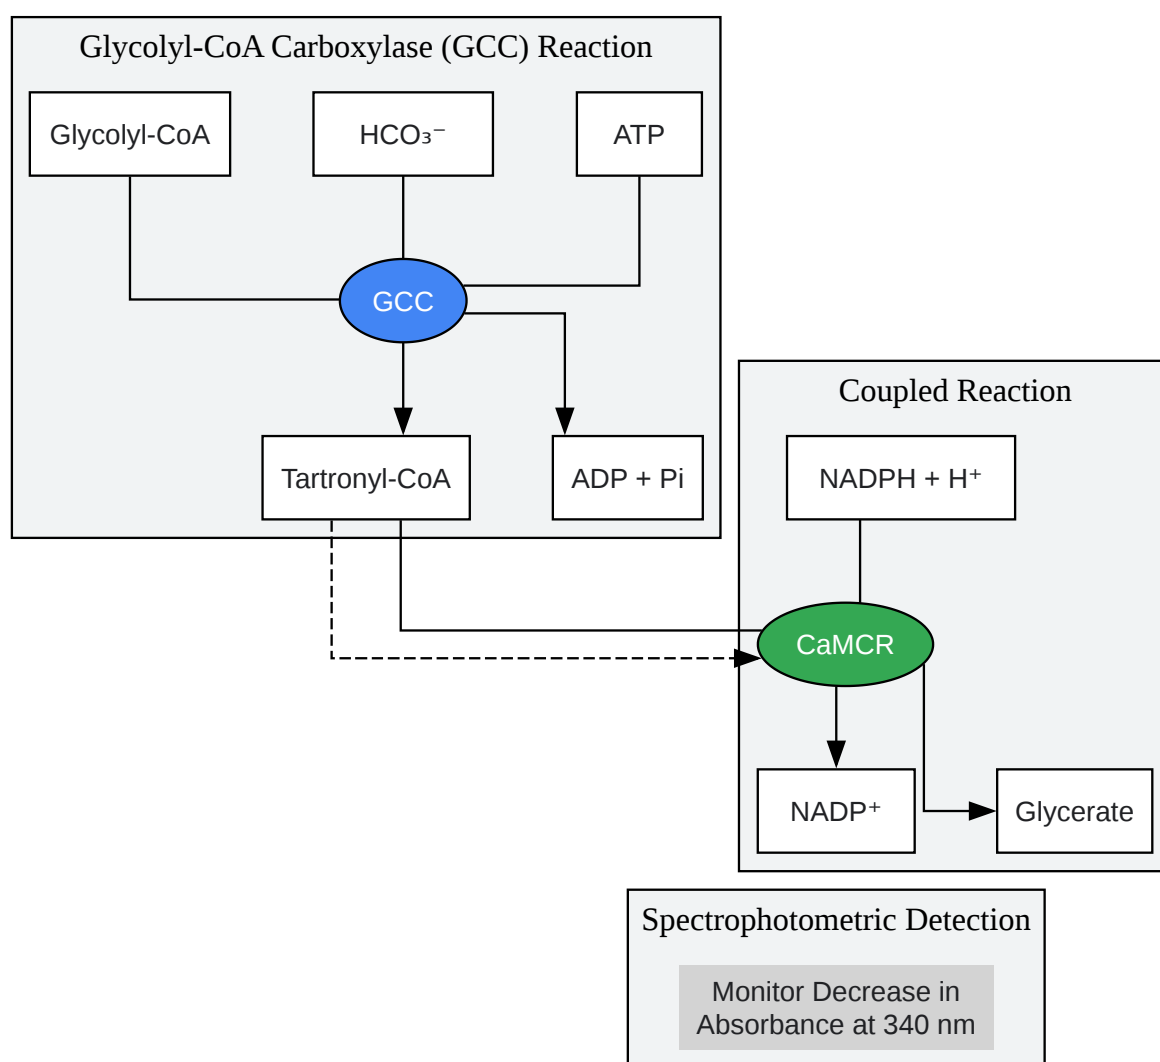 Glycolyl-CoA Carboxylase (GCC) Reaction
Glycolyl-CoA
HCO₃⁻
ATP
GCC
Tartronyl-CoA
ADP + Pi
Coupled Reaction
NADPH + H⁺
CaMCR
NADP⁺
Glycerate
Spectrophotometric Detection
Monitor Decrease in
Absorbance at 340 nm